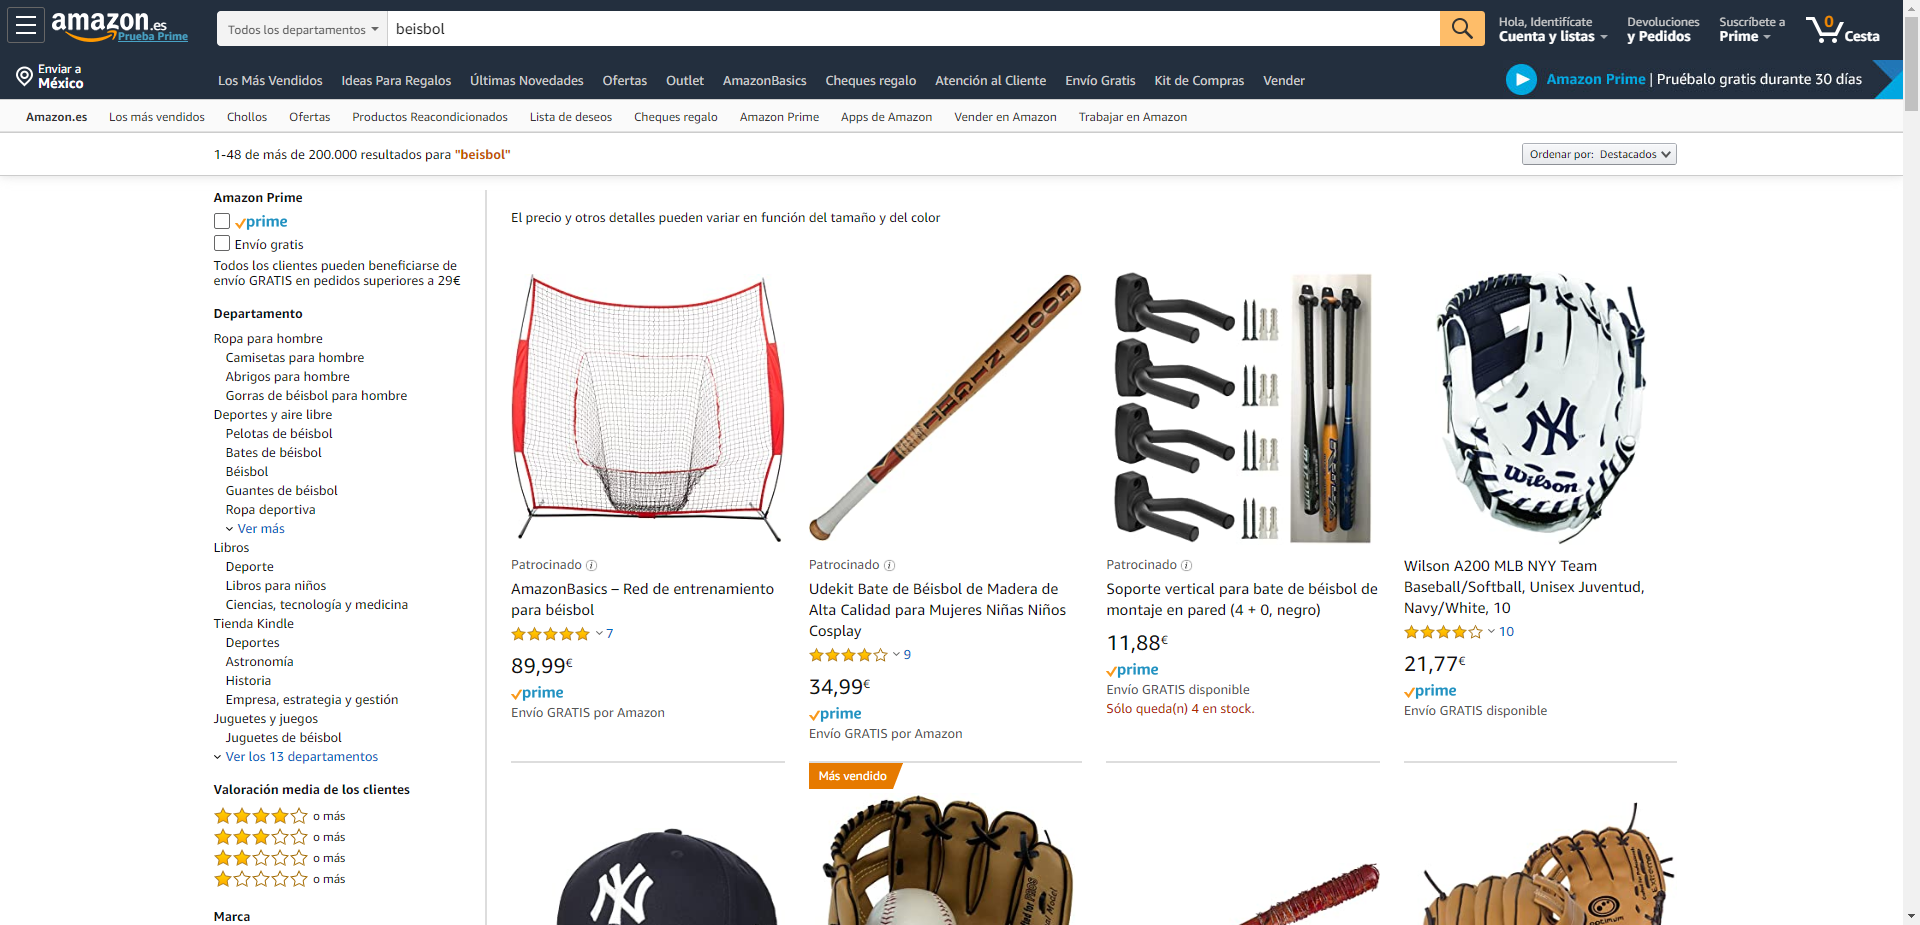 amazon.es
Prueba Prime
Todos los departamentos
beisbol
Hola, Identifícate
Cuenta y listas
Devoluciones
y Pedidos
Suscríbete a
Prime
0
Cesta
Enviar a
México
Los Más Vendidos
Ideas Para Regalos
Últimas Novedades
Ofertas
Outlet
AmazonBasics
Cheques regalo
Atención al Cliente
Envío Gratis
Kit de Compras
Vender
Amazon Prime | Pruébalo gratis durante 30 días
Amazon.es
Los más vendidos
Chollos
Ofertas
Productos Reacondicionados
Lista de deseos
Cheques regalo
Amazon Prime
Apps de Amazon
Vender en Amazon
Trabajar en Amazon
1-48 de más de 200.000 resultados para "beisbol"
Ordenar por: Destacados
Amazon Prime
prime
Envío gratis
Todos los clientes pueden beneficiarse de
envío GRATIS en pedidos superiores a 29€
Departamento
Ropa para hombre
Camisetas para hombre
Abrigos para hombre
Gorras de béisbol para hombre
Deportes y aire libre
Pelotas de béisbol
Bates de béisbol
Béisbol
Guantes de béisbol
Ropa deportiva
Ver más
Libros
Deporte
Libros para niños
Ciencias, tecnología y medicina
Tienda Kindle
Deportes
Astronomía
Historia
Empresa, estrategia y gestión
Juguetes y juegos
Juguetes de béisbol
Ver los 13 departamentos
Valoración media de los clientes
o más
o más
o más
o más
Marca
El precio y otros detalles pueden variar en función del tamaño y del color
Patrocinado
AmazonBasics – Red de entrenamiento
para béisbol
7
89,99€
prime
Envío GRATIS por Amazon
GOOD NIGHT
Patrocinado
Udekit Bate de Béisbol de Madera de
Alta Calidad para Mujeres Niñas Niños
Cosplay
9
34,99€
prime
Envío GRATIS por Amazon
Patrocinado
Soporte vertical para bate de béisbol de
montaje en pared (4 + 0, negro)
11,88€
prime
Envío GRATIS disponible
Sólo queda(n) 4 en stock.
NY
Wilson
Wilson A200 MLB NYY Team
Baseball/Softball, Unisex Juventud,
Navy/White, 10
10
21,77€
prime
Envío GRATIS disponible
NY
Más vendido
optimum